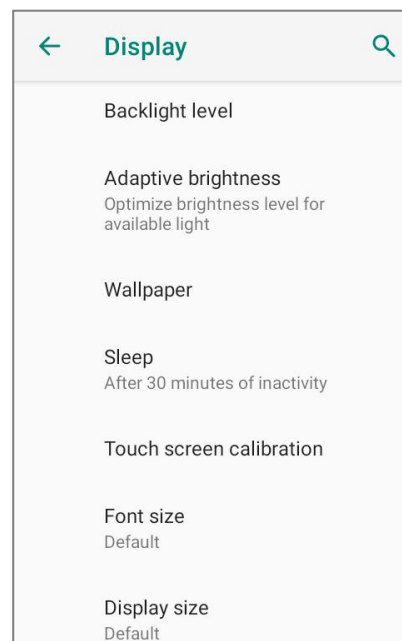 Display
Backlight level
Adaptive brightness
Optimize brightness level for
available light
Wallpaper
Sleep
After 30 minutes of inactivity
Touch screen calibration
Font size
Default
Display size
Default